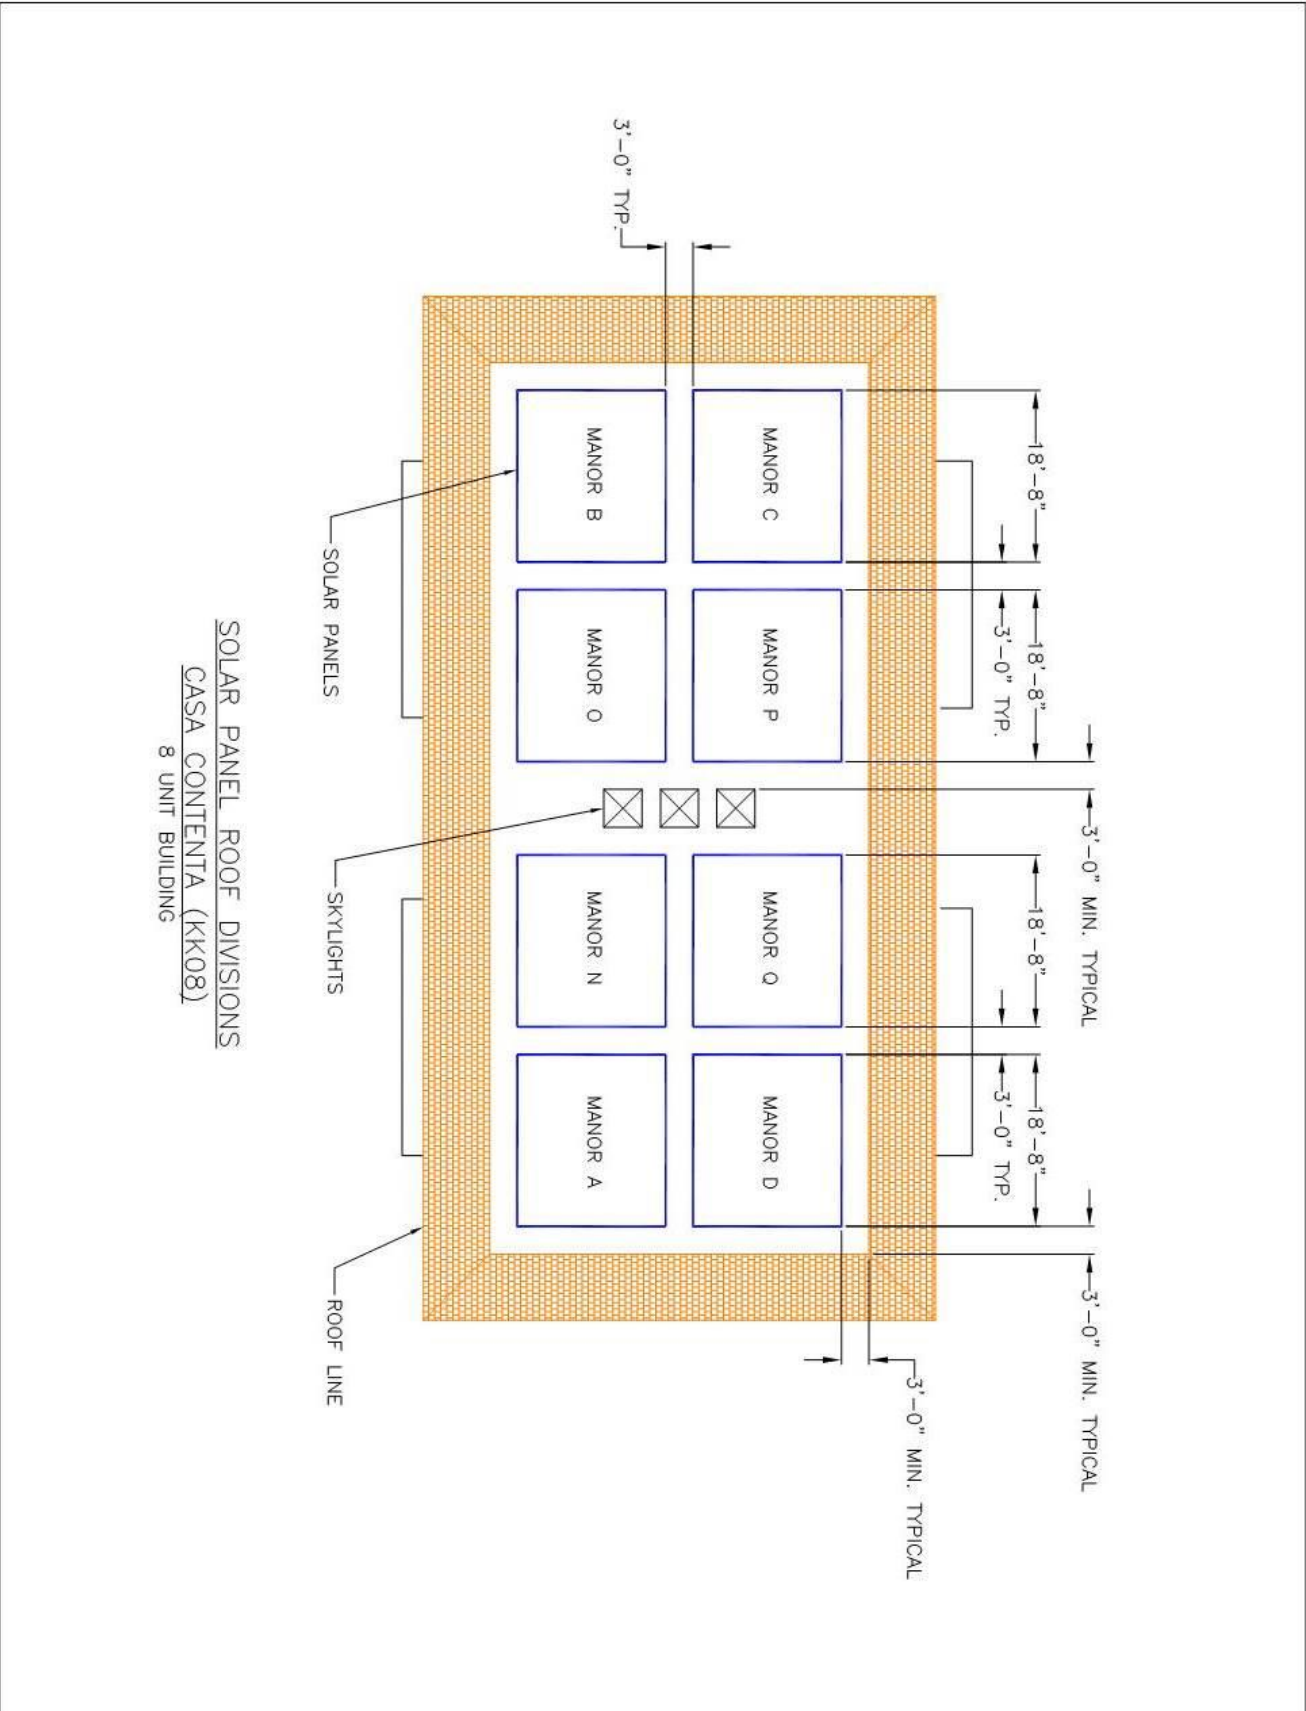 3'-0" MIN. TYPICAL
3'-0" MIN. TYPICAL
18'-8"
18'-8"
18'-8"
18'-8"
3'-0" TYP.
3'-0" TYP.
3'-0" MIN. TYPICAL
MANOR C
MANOR P
MANOR Q
MANOR D
3'-0" TYP.
MANOR B
MANOR O
MANOR N
MANOR A
SOLAR PANELS
SKYLIGHTS
ROOF LINE
SOLAR PANEL ROOF DIVISIONS
CASA CONTENTA (KK08)
8 UNIT BUILDING